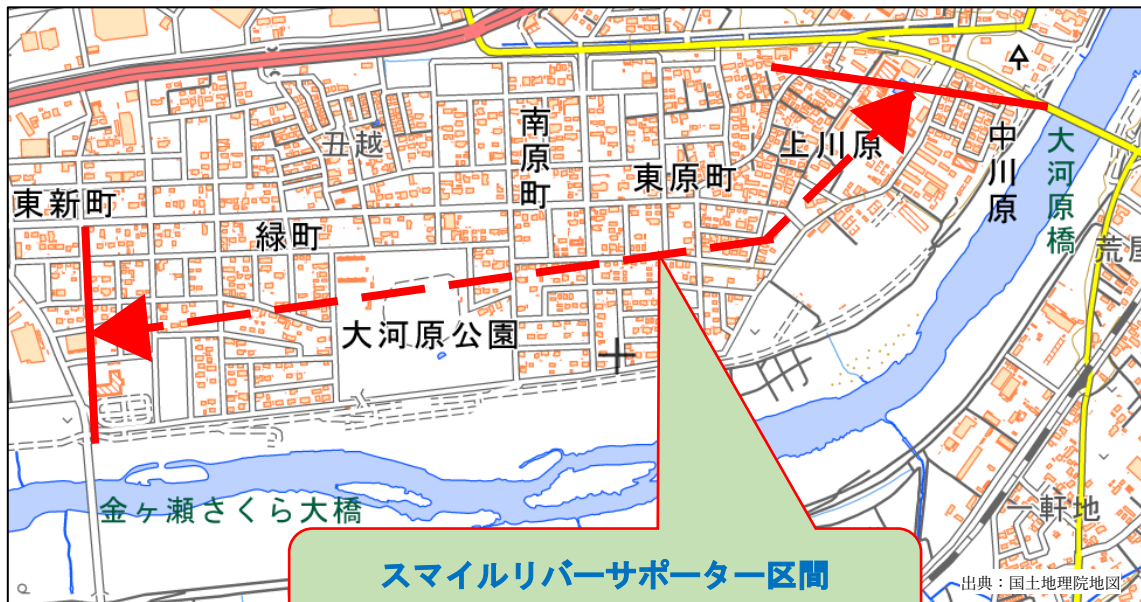 丑越
南原町
東原町
上川原
中川原
大河原橋
荒屋
東新町
緑町
大河原公園
金ヶ瀬さくら大橋
一軒地
スマイルリバーサポーター区間
出典：国土地理院地図